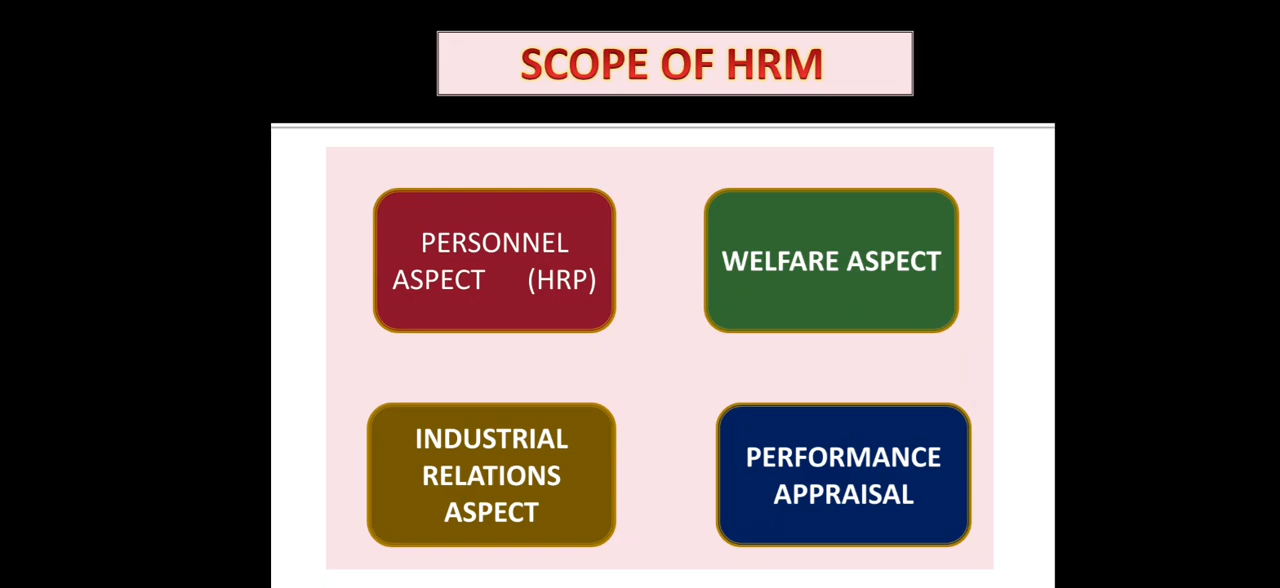 SCOPE OF HRM
PERSONNEL
ASPECT (HRP)
WELFARE ASPECT
INDUSTRIAL
RELATIONS
ASPECT
PERFORMANCE
APPRAISAL